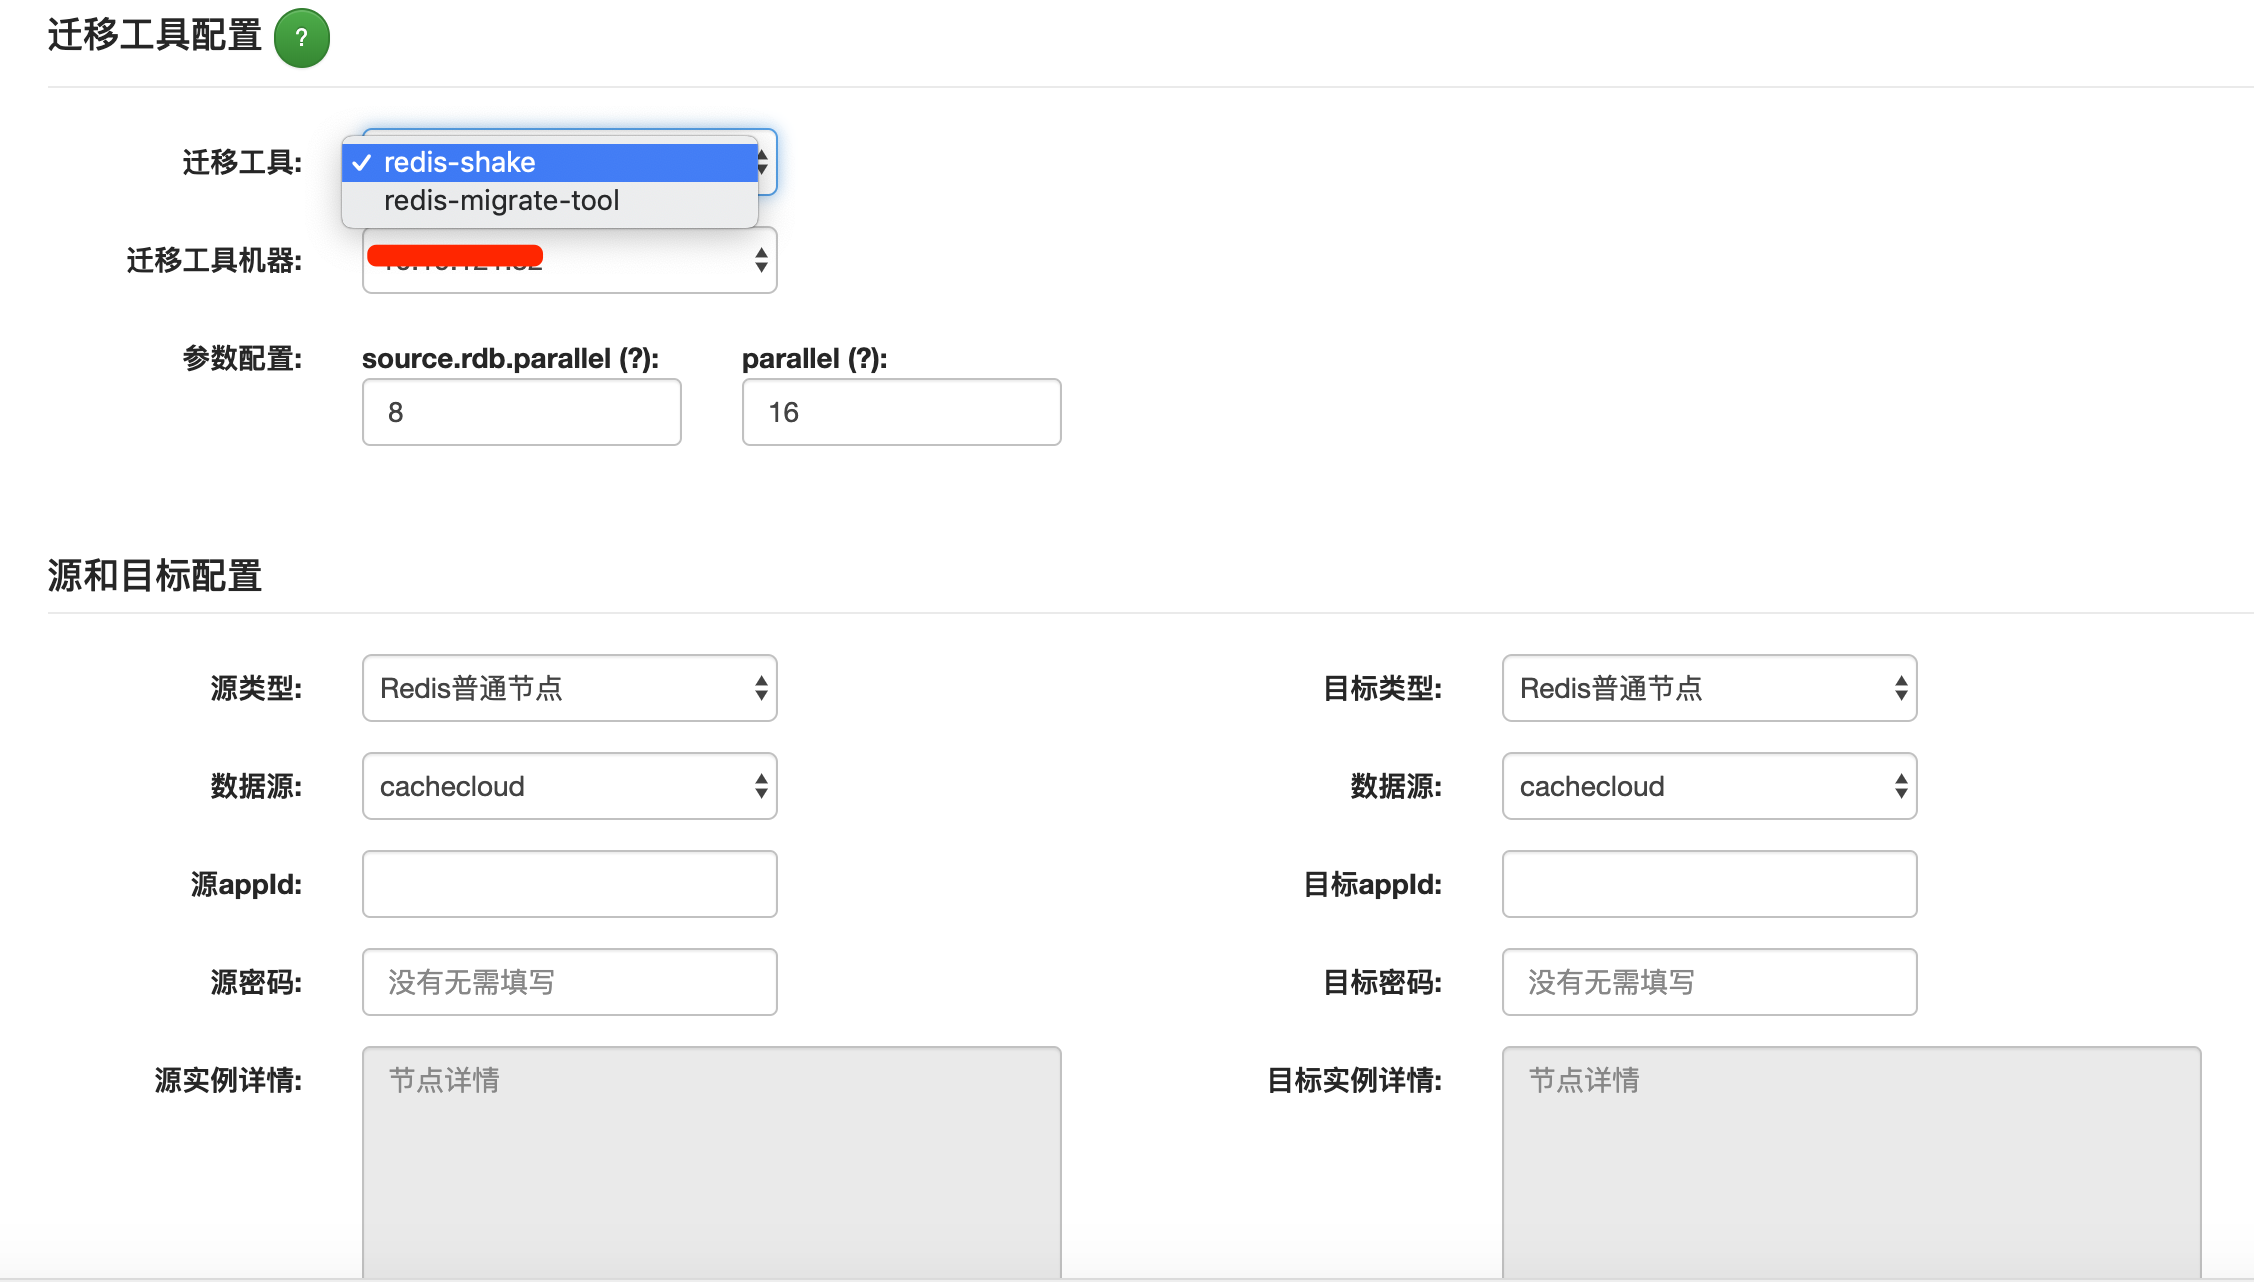 迁移工具配置 ?
迁移工具: redis-shake
redis-migrate-tool
迁移工具机器:
参数配置: source.rdb.parallel (?): parallel (?):
8 16
源和目标配置
源类型: Redis普通节点 目标类型: Redis普通节点
数据源: cachecloud 数据源: cachecloud
源appId: 目标appId:
源密码: 没有无需填写 目标密码: 没有无需填写
源实例详情: 节点详情 目标实例详情: 节点详情